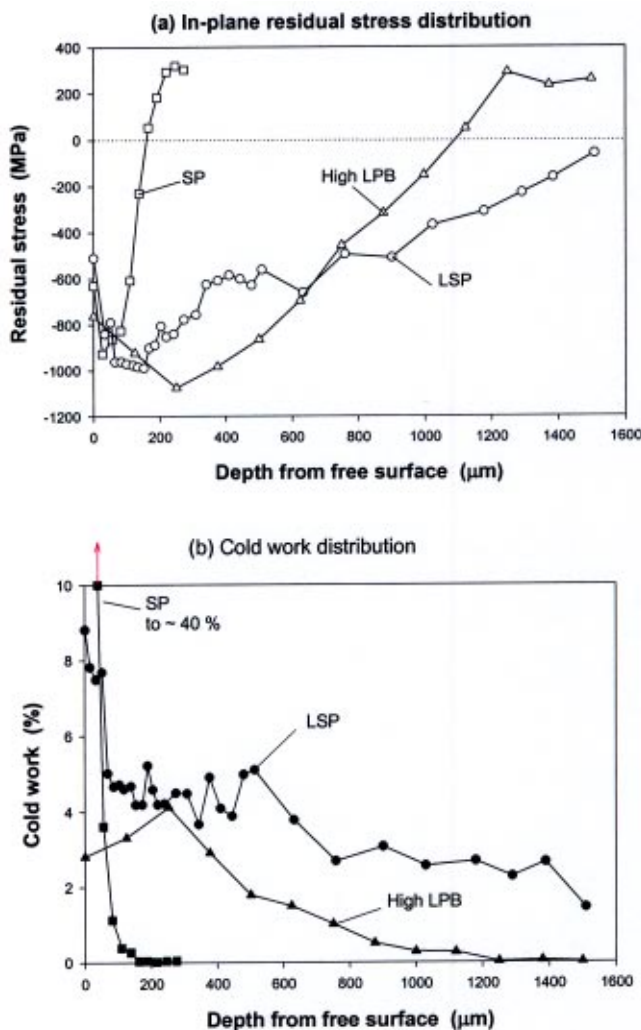 (a) In-plane residual stress distribution
400
200
0
-200
-400
-600
-800
-1000
-1200
Residual stress (MPa)
SP
High LPB
LSP
0 200 400 600 800 1000 1200 1400 1600
Depth from free surface (μm)
(b) Cold work distribution
10
8
6
4
2
0
Cold work (%)
SP
to ~ 40 %
LSP
High LPB
0 200 400 600 800 1000 1200 1400 1600
Depth from free surface (μm)